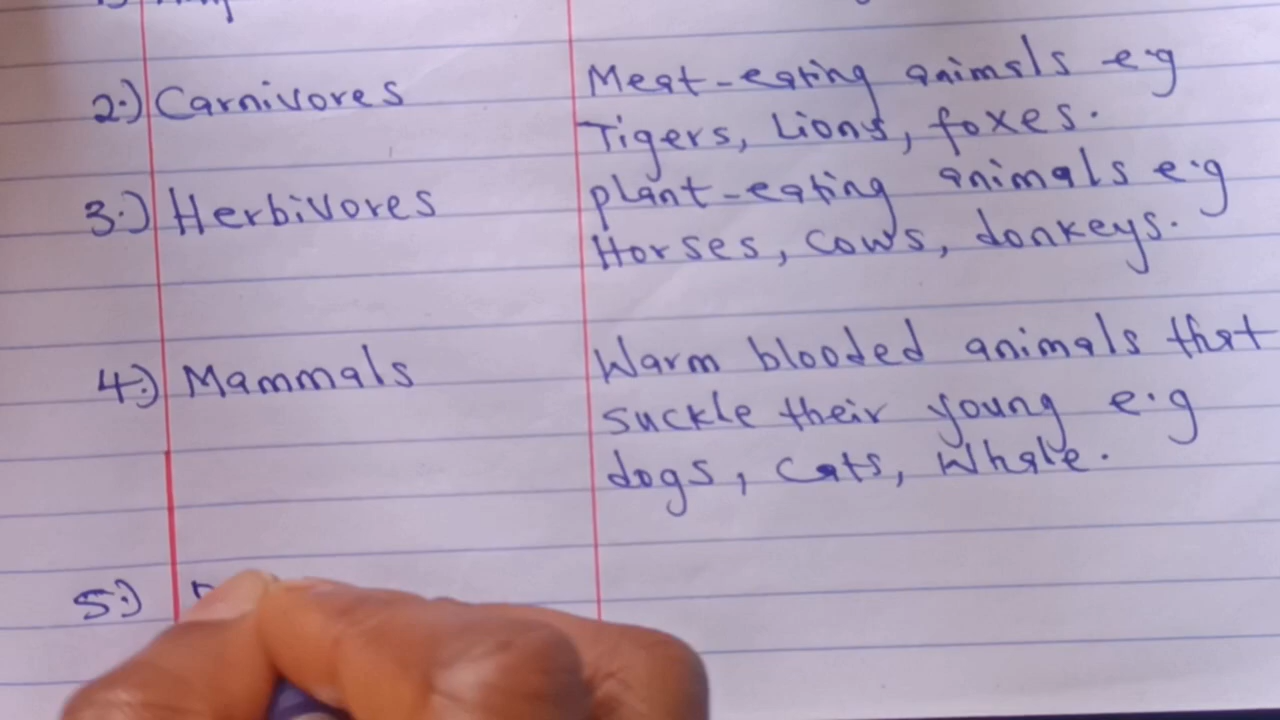 2.) Carnivores Meat-eating animals e.g
Tigers, Lions, foxes.
3.) Herbivores plant-eating animals e.g
Horses, cows, donkeys.
4.) Mammals Warm blooded animals that
suckle their young e.g
dogs, cats, Whale.
5.)